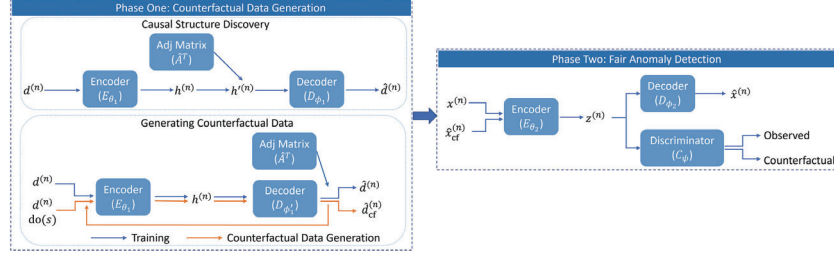 Phase One: Counterfactual Data Generation
Causal Structure Discovery
Adj Matrix
(Â^T)
d^(n)
Encoder
(E_θ₁)
h^(n)
h′^(n)
Decoder
(D_ϕ₁)
d̂^(n)
Generating Counterfactual Data
Adj Matrix
(Â^T)
d^(n)
d^(n)
do(s)
Encoder
(E_θ₁)
h^(n)
Decoder
(D_ϕ₁′)
d̂^(n)
d̂_cf^(n)
Training
Counterfactual Data Generation
Phase Two: Fair Anomaly Detection
x^(n)
x̂_cf^(n)
Encoder
(E_θ₂)
z^(n)
Decoder
(D_ϕ₂)
x̂^(n)
Discriminator
(C_ψ)
Observed
Counterfactual